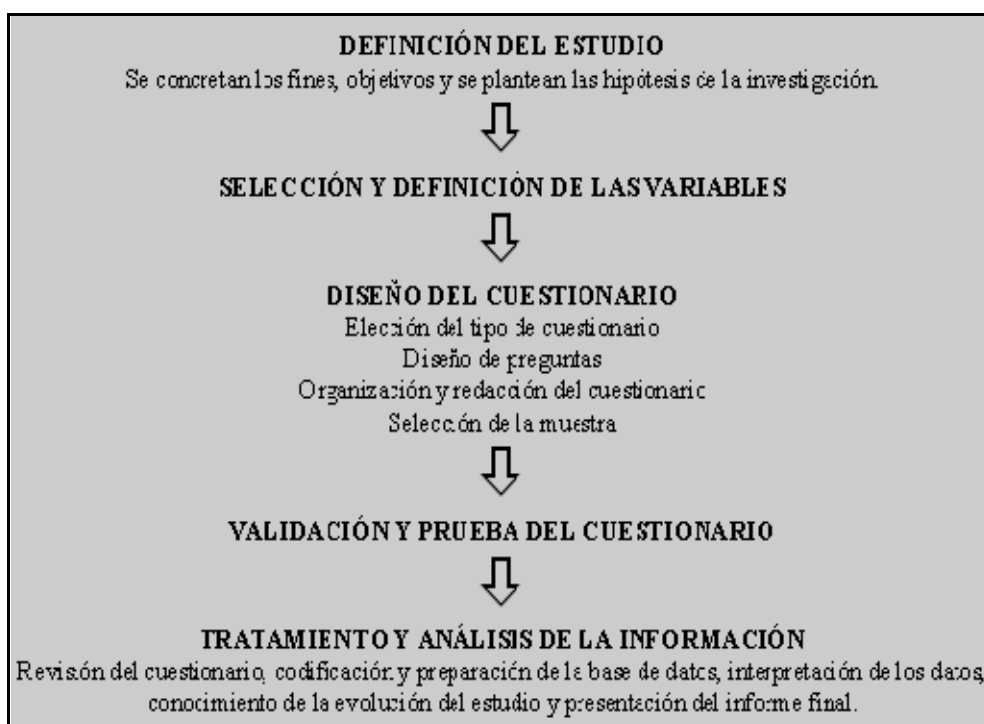 DEFINICIÓN DEL ESTUDIO
Se concretan los fines, objetivos y se plantean las hipótesis de la investigación.
SELECCIÓN Y DEFINICIÓN DE LAS VARIABLES
DISEÑO DEL CUESTIONARIO
Elección del tipo de cuestionario
Diseño de preguntas
Organización y redacción del cuestionario
Selección de la muestra
VALIDACIÓN Y PRUEBA DEL CUESTIONARIO
TRATAMIENTO Y ANÁLISIS DE LA INFORMACIÓN
Revisón del cuestionario, codificación y preparación de la base de datos, interpretación de los datos,
conocimiento de la evolución del estudio y presentación del informe final.